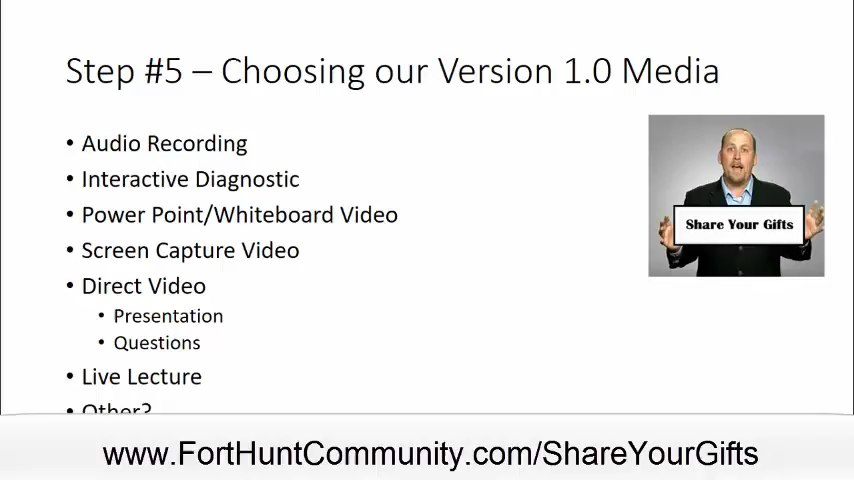 Step #5 – Choosing our Version 1.0 Media
• Audio Recording
• Interactive Diagnostic
• Power Point/Whiteboard Video
• Screen Capture Video
• Direct Video
• Presentation
• Questions
• Live Lecture
• Other?
Share Your Gifts
www.FortHuntCommunity.com/ShareYourGifts